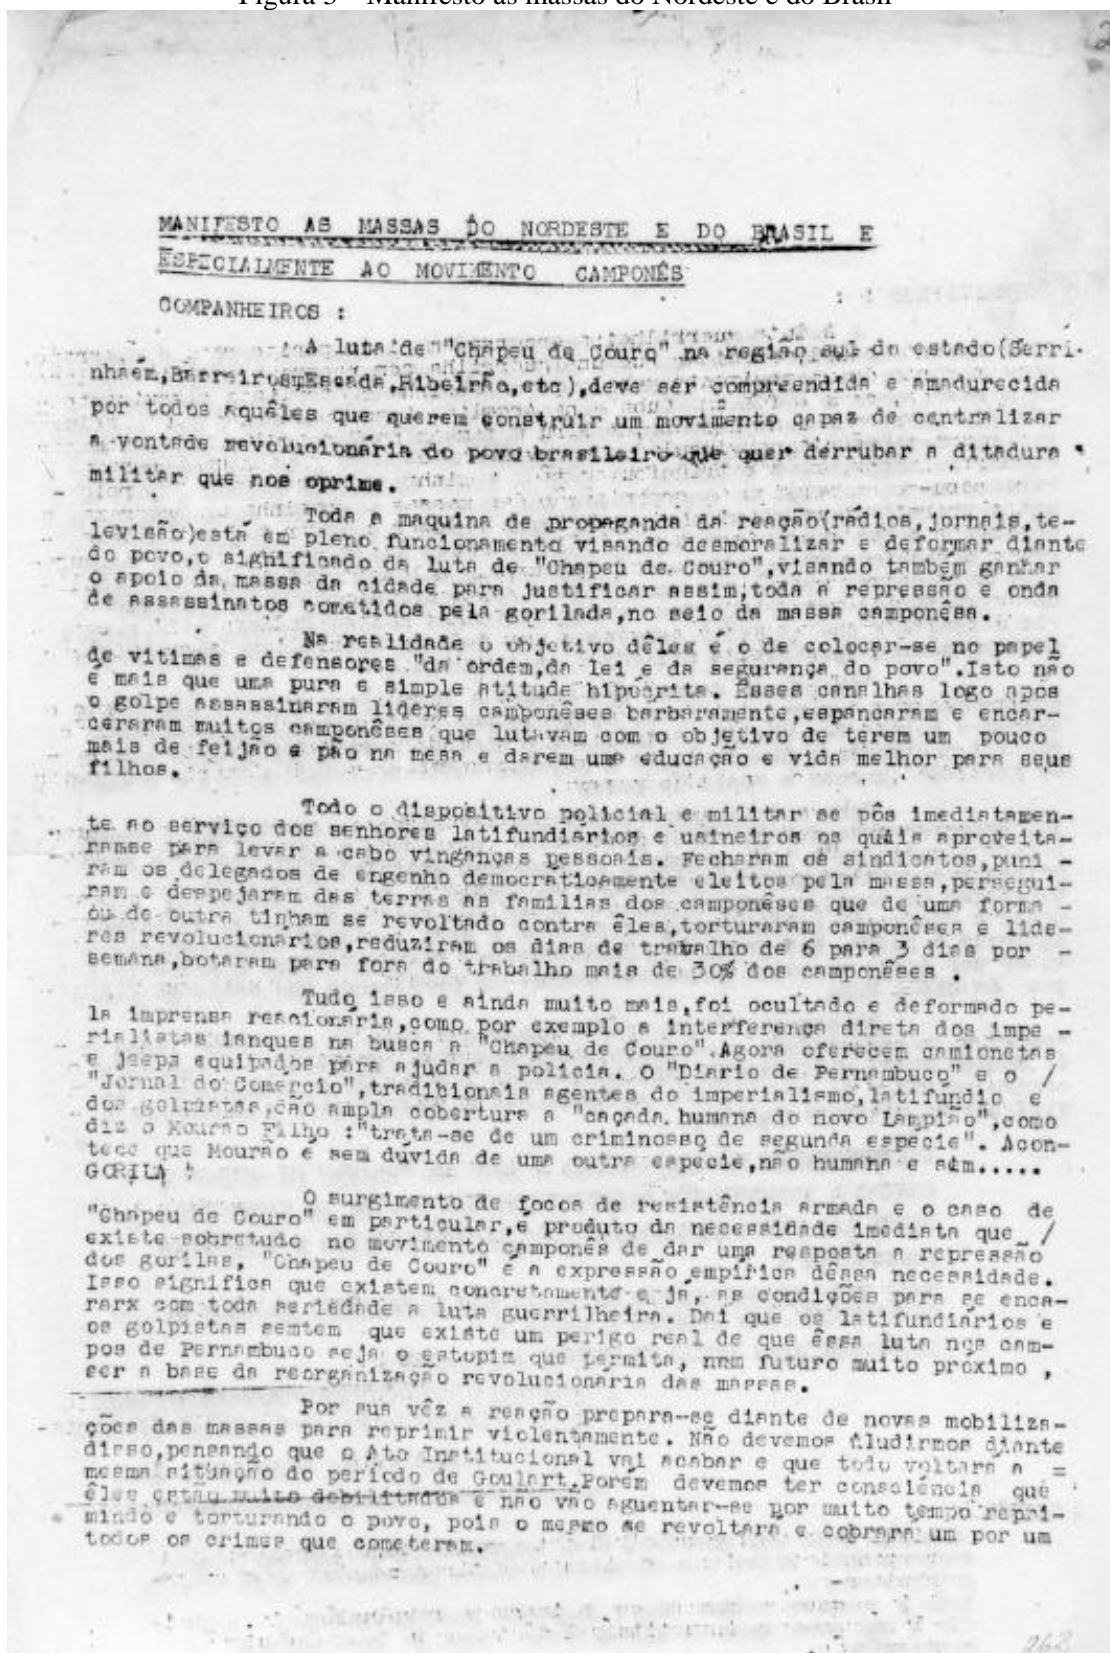 Figura 3 – Manifesto às massas do Nordeste e do Brasil
MANIFESTO AS MASSAS DO NORDESTE E DO BRASIL E
ESPECIALMENTE AO MOVIMENTO CAMPONÊS
COMPANHEIROS :
A luta de "Chapeu de Couro" na região sul do estado(Serri-
nhaém,Barreiros,Escada,Ribeirão,etc),deve ser compreendida e amadurecida
por todos aquêles que querem construir um movimento capaz de centralizar
a vontade revolucionária do povo brasileiro que quer derrubar a ditadura
militar que nos oprime.
Toda a maquina de propaganda da reação(rádios,jornais,te-
levisão)está em pleno funcionamento visando desmoralizar e deformar diante
do povo,o sighificado da luta de "Chapeu de Couro",visando também ganhar
o apoio da massa da cidade para justificar assim;toda a repressão e onda
de assassinatos cometidos pela gorilada,no seio da massa camponêsa.
Na realidade o objetivo dêles é o de colocar-se no papel
de vitimas e defensores "da ordem,da lei e da segurança do povo".Isto não
é mais que uma pura e simple atitude hipócrita. Esses canalhas logo apos
o golpe assassinaram lideres camponêses barbaramente,espancaram e encar-
ceraram muitos camponêses que lutavam com o objetivo de terem um pouco
mais de feijão e pão na mesa e darem uma educação e vida melhor para seus
filhos.
Todo o dispositivo policial e militar se pôs imediatamen-
te ao serviço dos senhores latifundiários e usineiros os quais aproveita-
ramse para levar a cabo vinganças pessoais. Fecharam os sindicatos,puni -
ram os delegados de engenho democraticamente eleitos pela massa,persegui-
ram e despejaram das terras as familias dos camponêses que de uma forma -
ou de outra tinham se revoltado contra êles,torturaram camponêses e lide-
res revolucionários,reduziram os dias de trabalho de 6 para 3 dias por -
semana,botaram para fora do trabalho mais de 30% dos camponêses .
Tudo isso e ainda muito mais,foi ocultado e deformado pe-
la imprensa reacionária,como por exemplo a interferença direta dos impe -
rialistas ianques na busca a "Chapeu de Couro".Agora oferecem camionetas
e jeeps equipados para ajudar a policia. O "Diario de Pernambuco" e o /
"Jornal do Comercio",tradicionais agentes do imperialismo,latifúndio e
dos golpistas,dão ampla cobertura a "caçada humana do novo Lampião",como
diz o Mourão Filho :"trata-se de um criminosso de segunda especie". Acon-
tece que Mourão é sem dúvida de uma outra especie,não humana e sim.....
GORILA !
O surgimento de focos de resistência armada e o caso de
"Chapeu de Couro" em particular,é produto da necessidade imediata que /
existe sobretudo no movimento camponês de dar uma resposta a repressão
dos gorilas, "Chapeu de Couro" é a expressão empírica dêssa necessidade.
Isso significa que existem concretamente e ja, as condições para se enca-
rarx com toda seriedade a luta guerrilheira. Dai que os latifundiários e
os golpistas semtem que existe um perigo real de que êssa luta nos cam-
pos de Pernambuco seja o estopim que permita, num futuro muito proximo ,
ser a base da reorganização revolucionária das massas.
Por sua vêz a reação prepara-se diante de novas mobiliza-
ções das massas para reprimir violentamente. Não devemos iludirmos diante
disso,pensando que o Ato Institucional vai acabar e que tudo voltara a =
mesma situação do período de Goulart.Porém devemos ter consciência que
êles estão muito debilitados e não vão aguentar-se por muito tempo repri-
mindo e torturando o povo, pois o mesmo se revoltara e cobrara um por um
todos os crimes que cometeram.
262